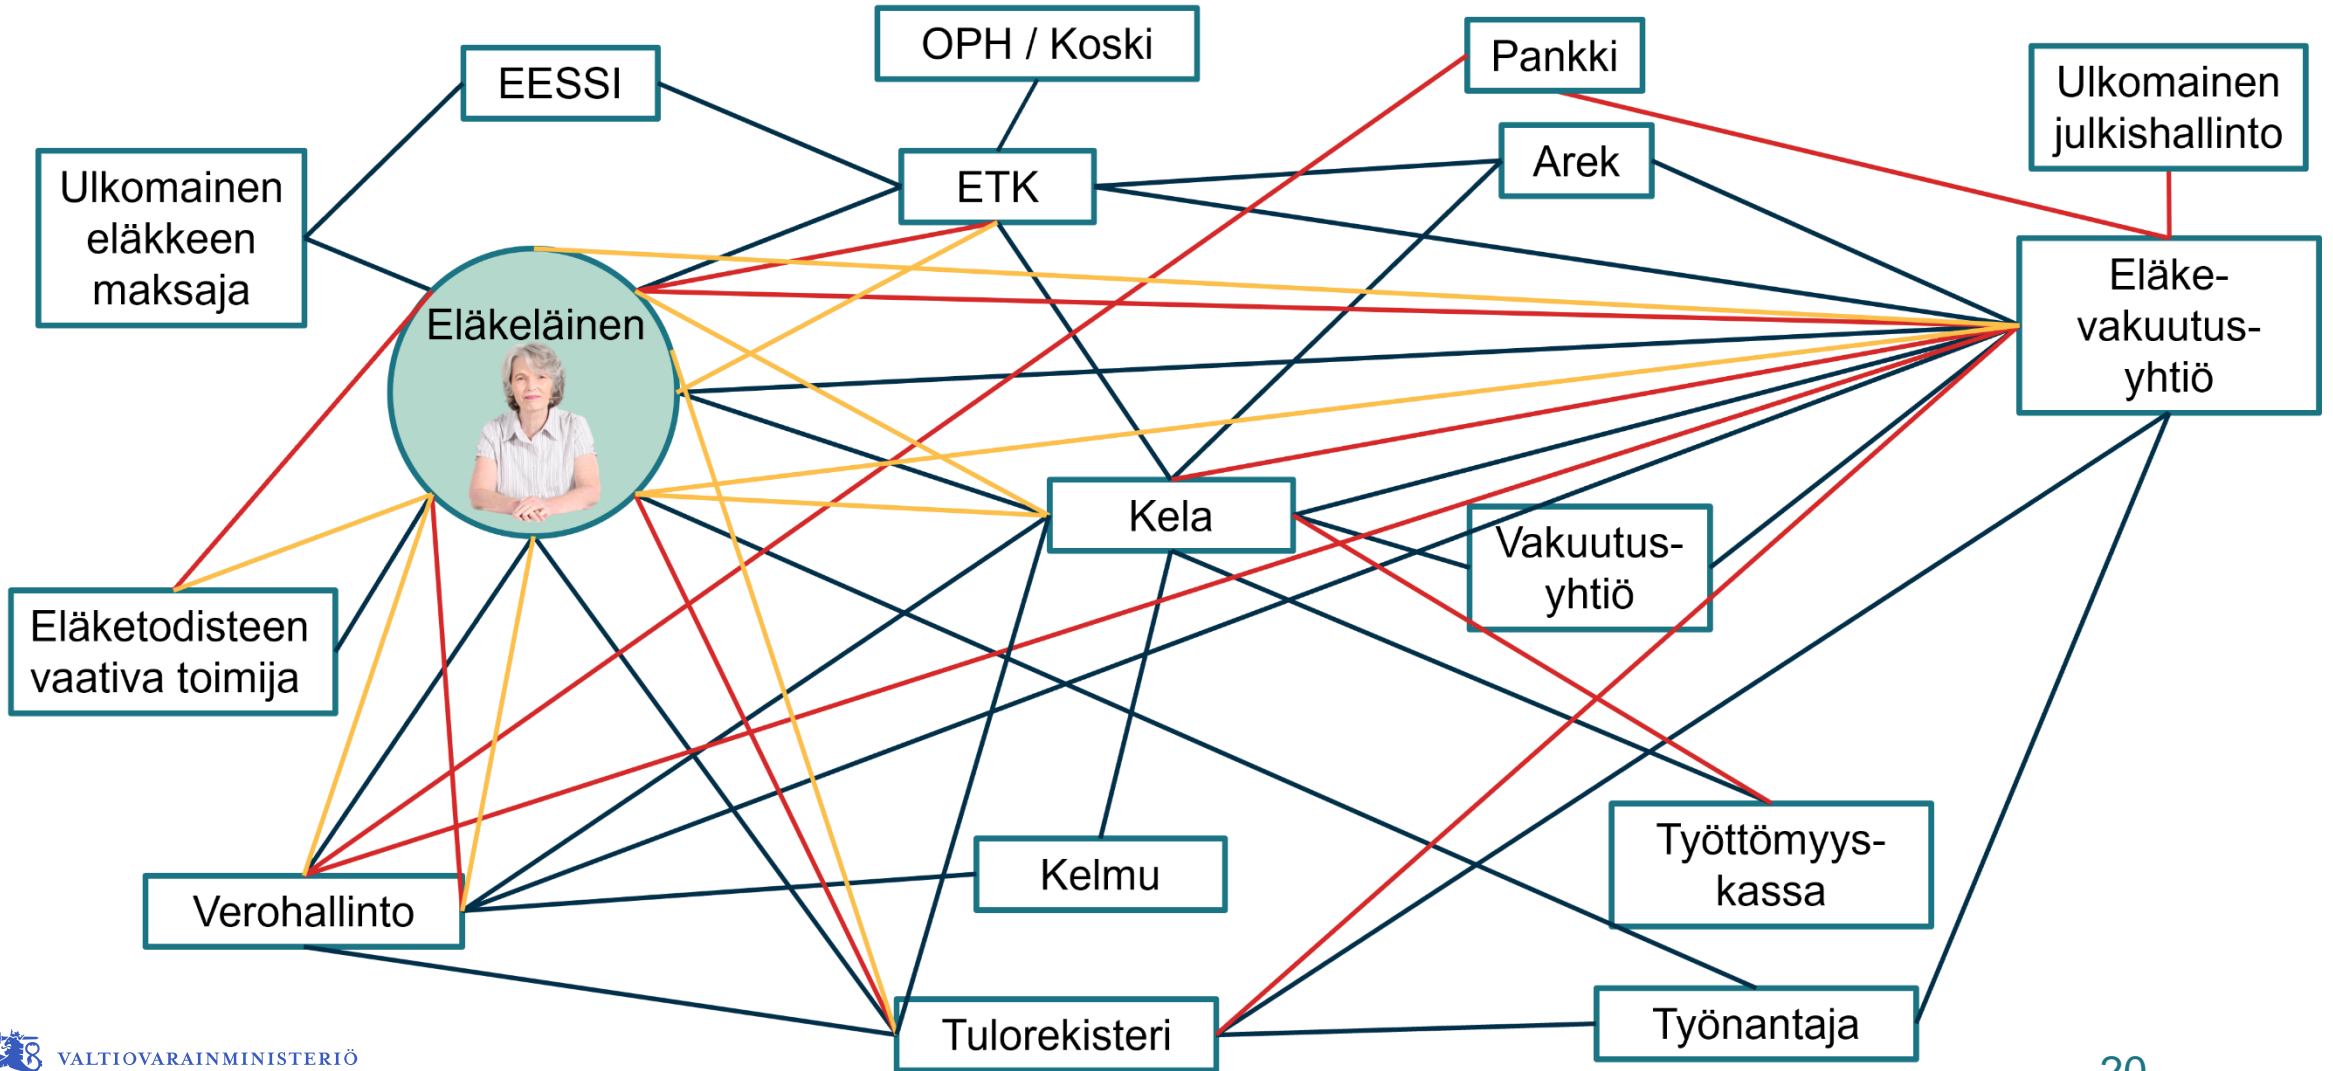 OPH / Koski
Pankki
EESSI
Ulkomainen
julkishallinto
Arek
ETK
Ulkomainen
eläkkeen
maksaja
Eläke-
vakuutus-
yhtiö
Eläkeläinen
Kela
Vakuutus-
yhtiö
Eläketodisteen
vaativa toimija
Työttömyys-
kassa
Kelmu
Verohallinto
Työnantaja
Tulorekisteri
VALTIOVARAINMINISTERIÖ
20